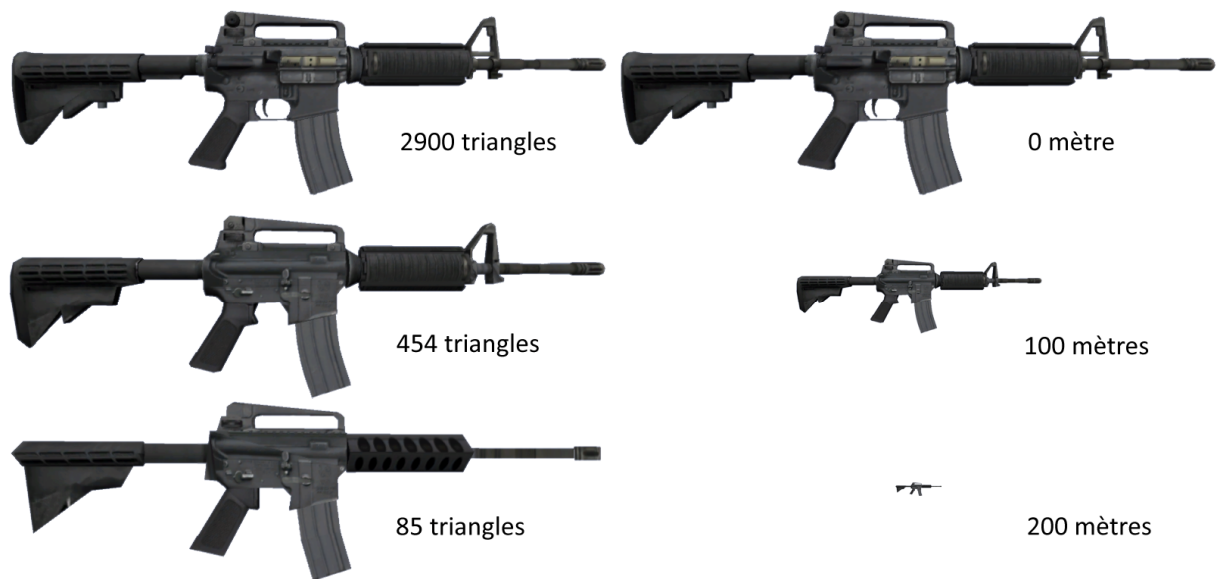 2900 triangles
0 mètre
454 triangles
100 mètres
85 triangles
200 mètres